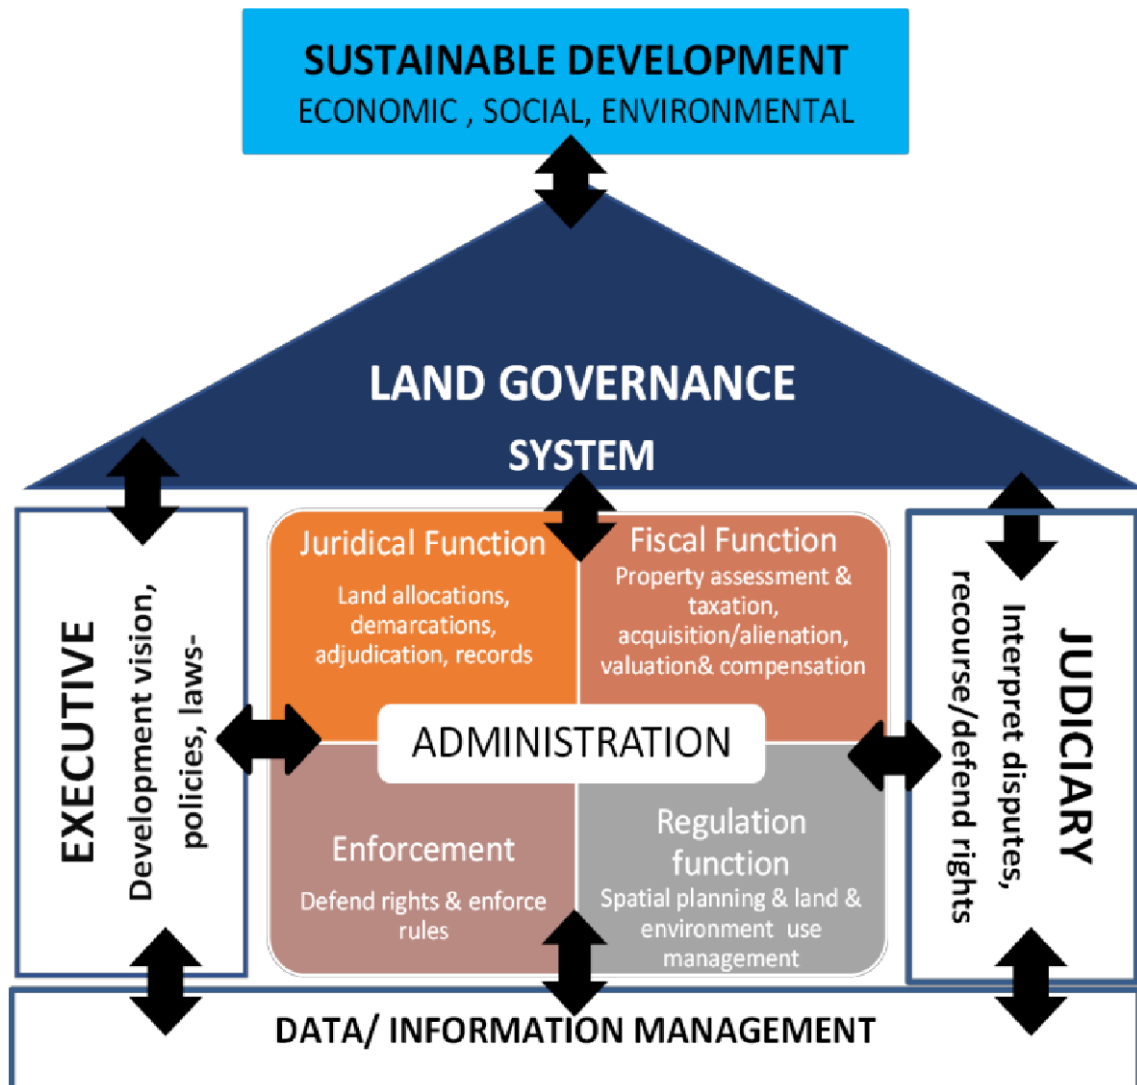 SUSTAINABLE DEVELOPMENT
ECONOMIC , SOCIAL, ENVIRONMENTAL
LAND GOVERNANCE
SYSTEM
EXECUTIVE
Development vision,
policies, laws-
Juridical Function
Land allocations,
demarcations,
adjudication, records
Fiscal Function
Property assessment &
taxation,
acquisition/alienation,
valuation& compensation
ADMINISTRATION
Enforcement
Defend rights & enforce
rules
Regulation
function
Spatial planning & land &
environment use
management
JUDICIARY
Interpret disputes,
recourse/defend rights
DATA/ INFORMATION MANAGEMENT